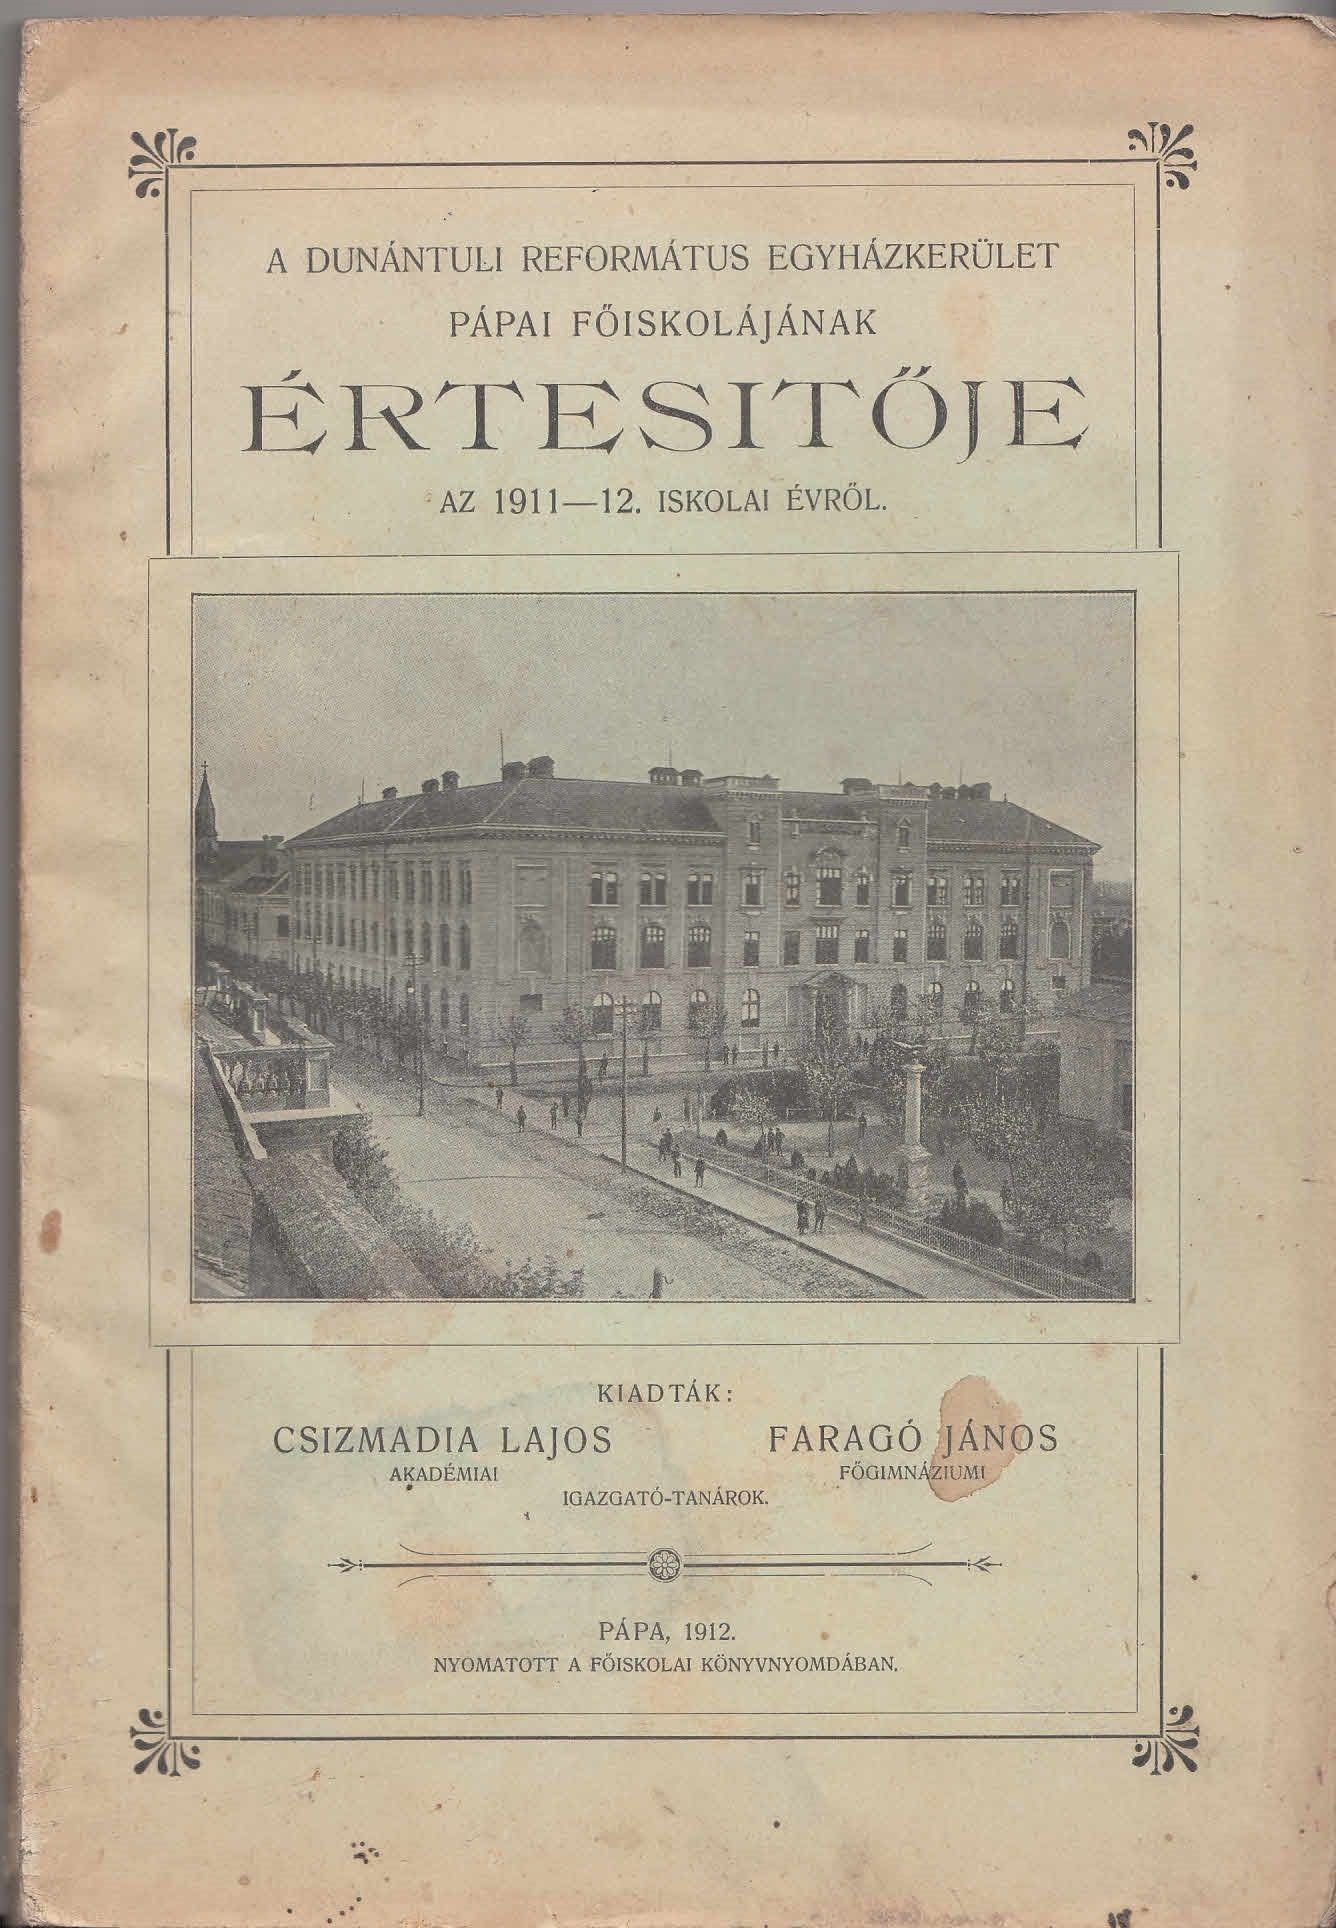 A DUNÁNTULI REFORMÁTUS EGYHÁZKERÜLET
PÁPAI FŐISKOLÁJÁNAK
ÉRTESITŐJE
AZ 1911—12. ISKOLAI ÉVRŐL.
KIADTÁK:
CSIZMADIA LAJOS FARAGÓ JÁNOS
AKADÉMIAI FŐGIMNÁZIUMI
IGAZGATÓ-TANÁROK.
PÁPA, 1912.
NYOMATOTT A FŐISKOLAI KÖNYVNYOMDÁBAN.